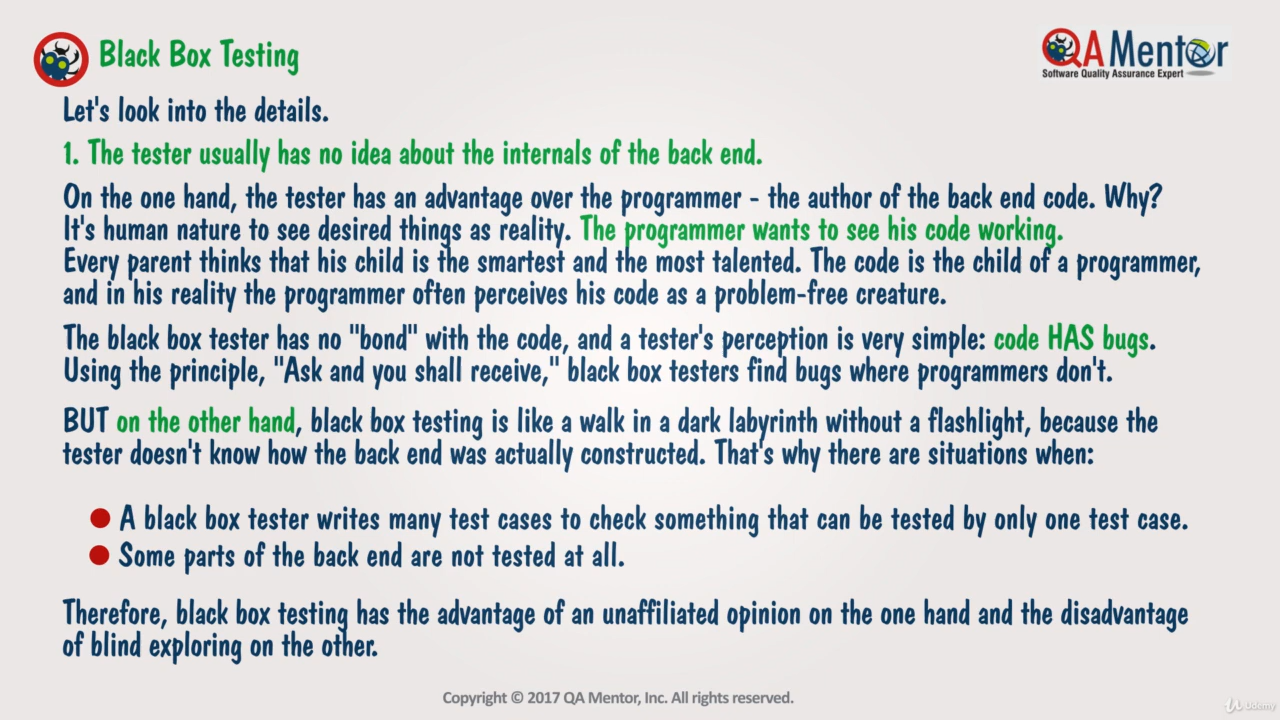 Black Box Testing
QA Mentor
Software Quality Assurance Expert
Let's look into the details.
1. The tester usually has no idea about the internals of the back end.
On the one hand, the tester has an advantage over the programmer - the author of the back end code. Why?
It's human nature to see desired things as reality. The programmer wants to see his code working.
Every parent thinks that his child is the smartest and the most talented. The code is the child of a programmer,
and in his reality the programmer often perceives his code as a problem-free creature.
The black box tester has no "bond" with the code, and a tester's perception is very simple: code HAS bugs.
Using the principle, "Ask and you shall receive," black box testers find bugs where programmers don't.
BUT on the other hand, black box testing is like a walk in a dark labyrinth without a flashlight, because the
tester doesn't know how the back end was actually constructed. That's why there are situations when:
A black box tester writes many test cases to check something that can be tested by only one test case.
Some parts of the back end are not tested at all.
Therefore, black box testing has the advantage of an unaffiliated opinion on the one hand and the disadvantage
of blind exploring on the other.
Copyright © 2017 QA Mentor, Inc. All rights reserved.
Udemy